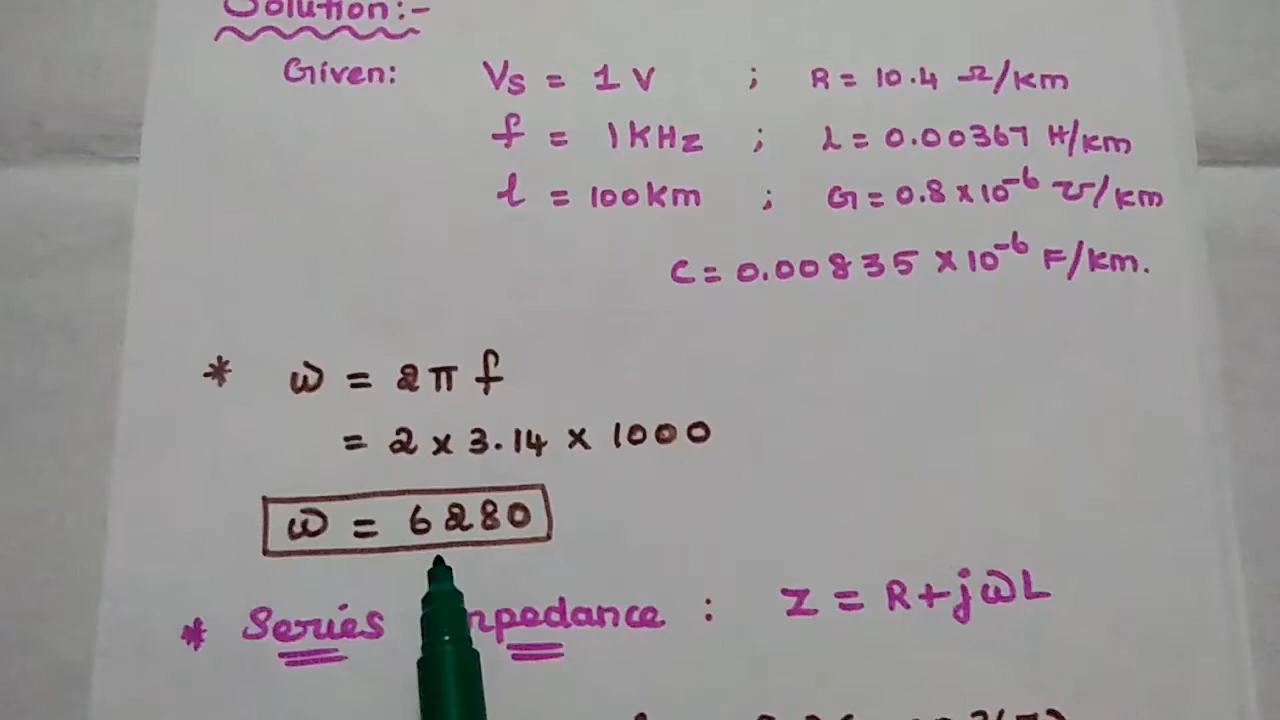 Solution:-
Given: Vs = 1 V ; R = 10.4 Ω/km
f = 1 KHz ; L = 0.00367 H/km
l = 100 km ; G = 0.8 × 10⁻⁶ ℧/km
C = 0.00835 × 10⁻⁶ F/km.
* ω = 2π f
= 2 × 3.14 × 1000
ω = 6280
* Series Impedance : Z = R + jωL